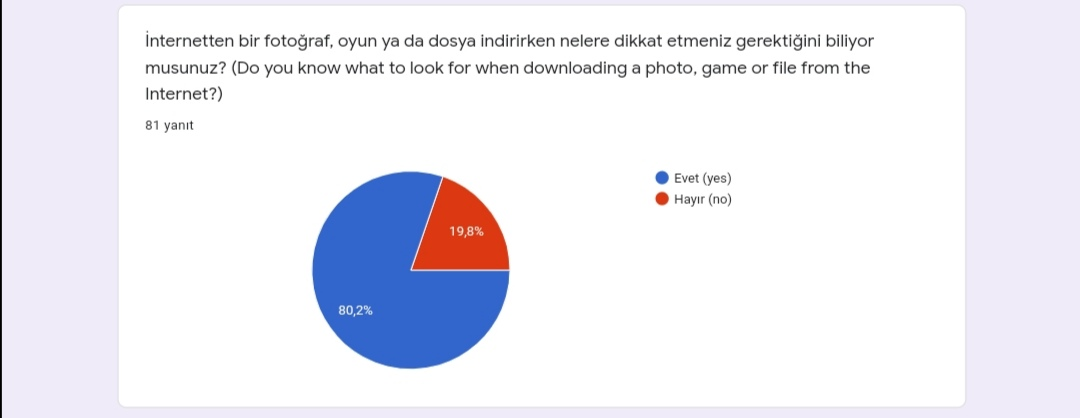 İnternetten bir fotoğraf, oyun ya da dosya indirirken nelere dikkat etmeniz gerektiğini biliyor
musunuz? (Do you know what to look for when downloading a photo, game or file from the
Internet?)
81 yanıt
Evet (yes)
Hayır (no)
19,8%
80,2%